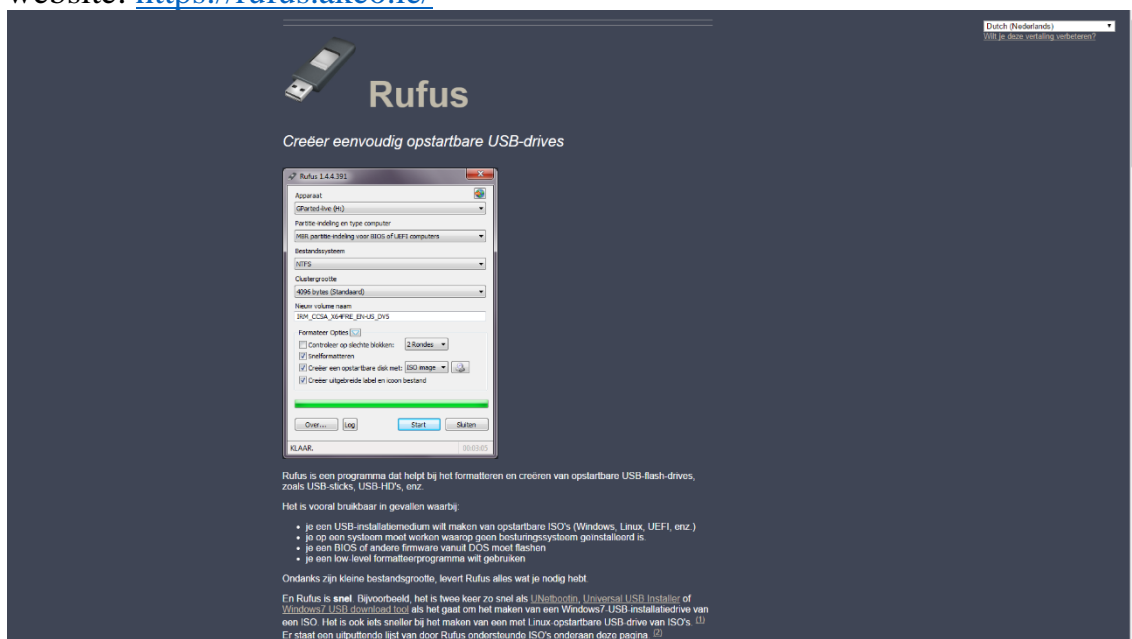 website: https://rufus.akeo.ie/
Dutch (Nederlands)
Wilt je deze vertaling verbeteren?
Rufus
Creëer eenvoudig opstartbare USB-drives
Rufus 1.4.4.391
Apparaat
GParted-live (H:)
Partitie-indeling en type computer
MBR partitie-indeling voor BIOS of UEFI computers
Bestandssysteem
NTFS
Clustergrootte
4096 bytes (Standaard)
Nieuw volume naam
IRM_CCSA_X64FRE_EN-US_DV5
Formateer Opties
Controleer op slechte blokken: 2 Rondes
Snelformatteren
Creëer een opstartbare disk met: ISO image
Creëer uitgebreide label en icoon bestand
Over... Log Start Sluiten
KLAAR. 00:03:05
Rufus is een programma dat helpt bij het formatteren en creëren van opstartbare USB-flash-drives,
zoals USB-sticks, USB-HD's, enz.
Het is vooral bruikbaar in gevallen waarbij:
• je een USB-installatiemedium wilt maken van opstartbare ISO's (Windows, Linux, UEFI, enz.)
• je op een systeem moet werken waarop geen besturingssysteem geïnstalleerd is.
• je een BIOS of andere firmware vanuit DOS moet flashen
• je een low-level formatteerprogramma wilt gebruiken
Ondanks zijn kleine bestandsgrootte, levert Rufus alles wat je nodig hebt.
En Rufus is snel. Bijvoorbeeld, het is twee keer zo snel als UNetbootin, Universal USB Installer of
Windows7 USB download tool als het gaat om het maken van een Windows7-USB-installatiedrive van
een ISO. Het is ook iets sneller bij het maken van een met Linux-opstartbare USB-drive van ISO's. (1)
Er staat een uitputtende lijst van door Rufus ondersteunde ISO's onderaan deze pagina. (2)